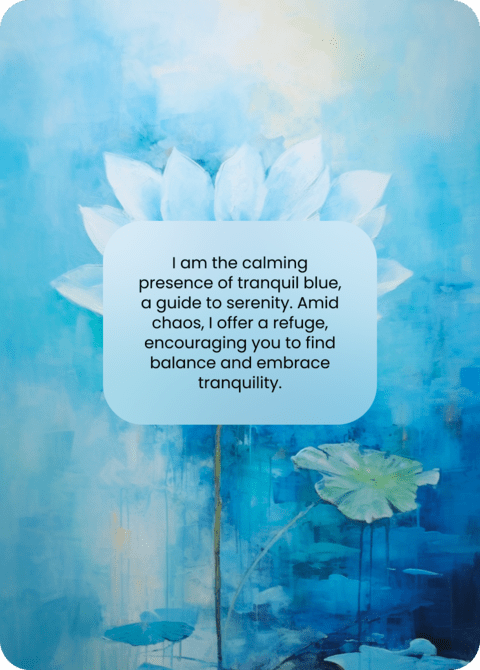 I am the calming
presence of tranquil blue,
a guide to serenity. Amid
chaos, I offer a refuge,
encouraging you to find
balance and embrace
tranquility.